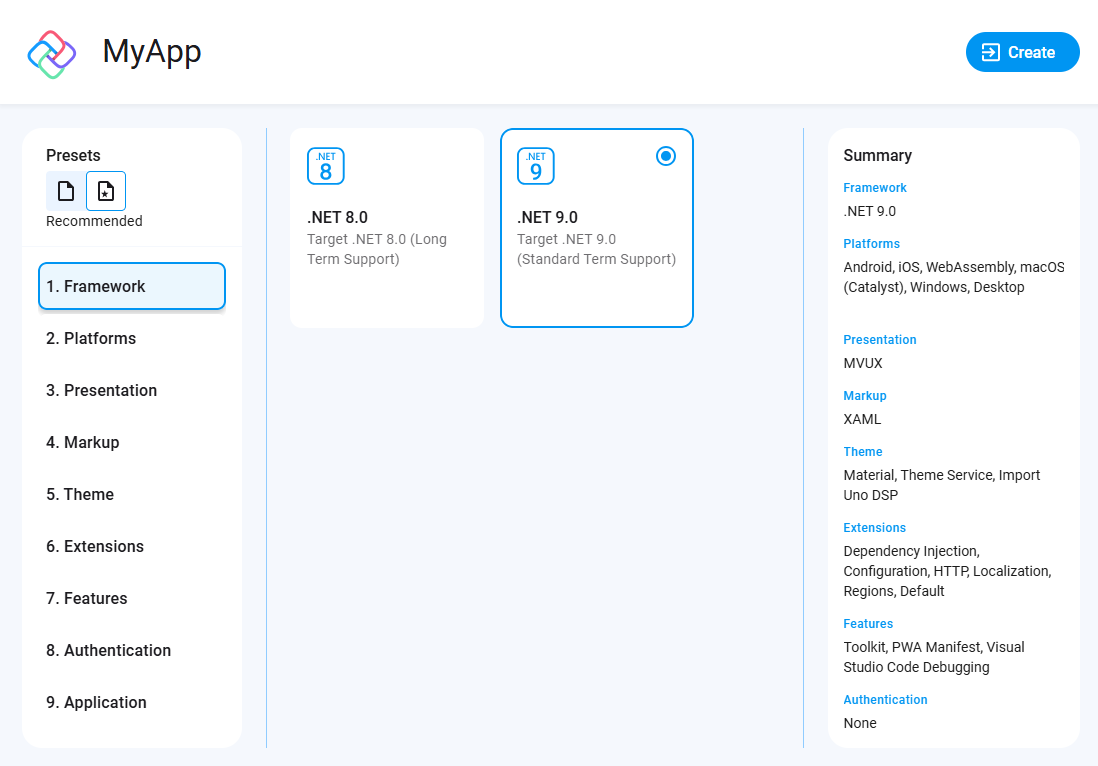 MyApp
Create
Presets
Recommended
1. Framework
2. Platforms
3. Presentation
4. Markup
5. Theme
6. Extensions
7. Features
8. Authentication
9. Application
.NET
8
.NET 8.0
Target .NET 8.0 (Long
Term Support)
.NET
9
.NET 9.0
Target .NET 9.0
(Standard Term Support)
Summary
Framework
.NET 9.0
Platforms
Android, iOS, WebAssembly, macOS
(Catalyst), Windows, Desktop
Presentation
MVUX
Markup
XAML
Theme
Material, Theme Service, Import
Uno DSP
Extensions
Dependency Injection,
Configuration, HTTP, Localization,
Regions, Default
Features
Toolkit, PWA Manifest, Visual
Studio Code Debugging
Authentication
None